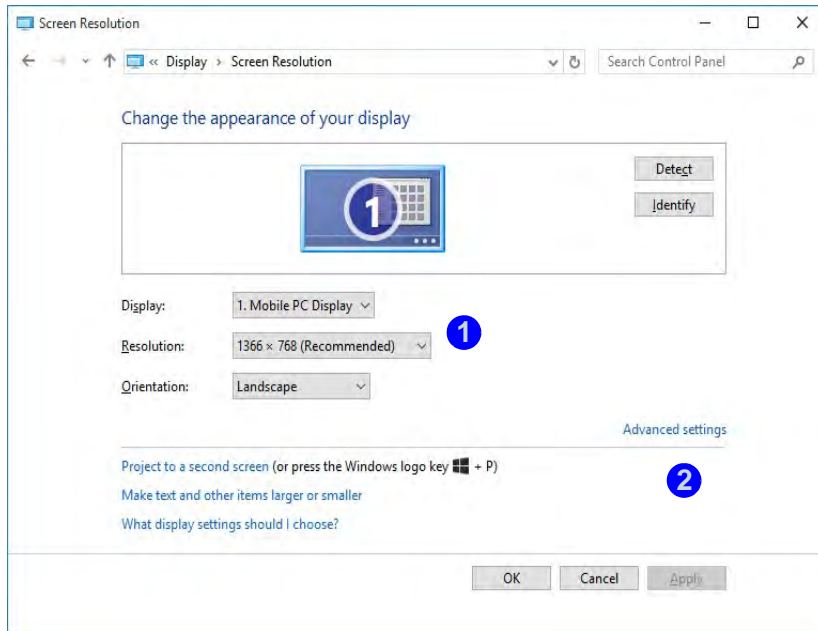 Screen Resolution
« Display › Screen Resolution
Search Control Panel
Change the appearance of your display
1
Detect
Identify
Display: 1. Mobile PC Display
Resolution: 1366 × 768 (Recommended)
1
Orientation: Landscape
Advanced settings
Project to a second screen (or press the Windows logo key + P)
2
Make text and other items larger or smaller
What display settings should I choose?
OK Cancel Apply